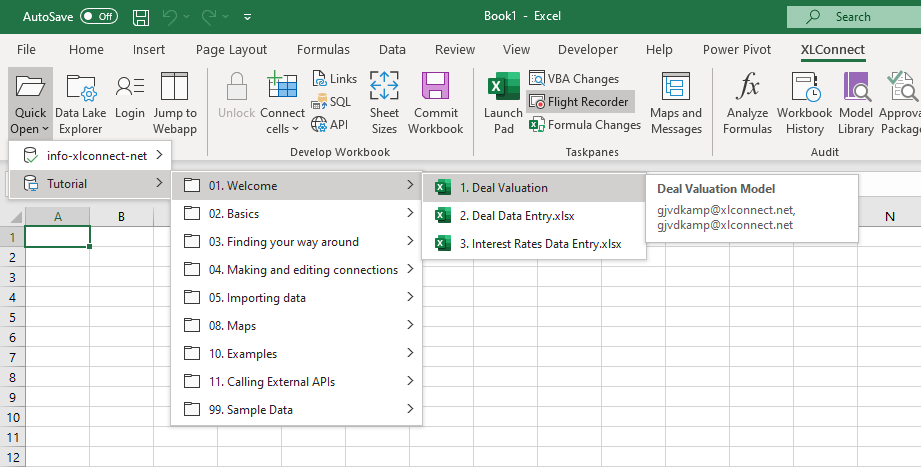 AutoSave Off Book1 - Excel Search
File Home Insert Page Layout Formulas XLConnect Data Review View Developer Help Power Pivot XLConnect
Quick Open Data Lake Explorer Login Jump to Webapp Unlock Connect cells Links SQL API Sheet Sizes Commit Workbook Launch Pad VBA Changes Flight Recorder Formula Changes Maps and Messages Analyze Formulas Workbook History Model Library Approva Package
Develop Workbook Taskpanes Audit
info-xlconnect-net
Tutorial
01. Welcome
02. Basics
03. Finding your way around
04. Making and editing connections
05. Importing data
08. Maps
10. Examples
11. Calling External APIs
99. Sample Data
1. Deal Valuation
2. Deal Data Entry.xlsx
3. Interest Rates Data Entry.xlsx
Deal Valuation Model
gjvdkamp@xlconnect.net,
gjvdkamp@xlconnect.net
A B N
1
2
3
4
5
6
7
8
9
10
11
12